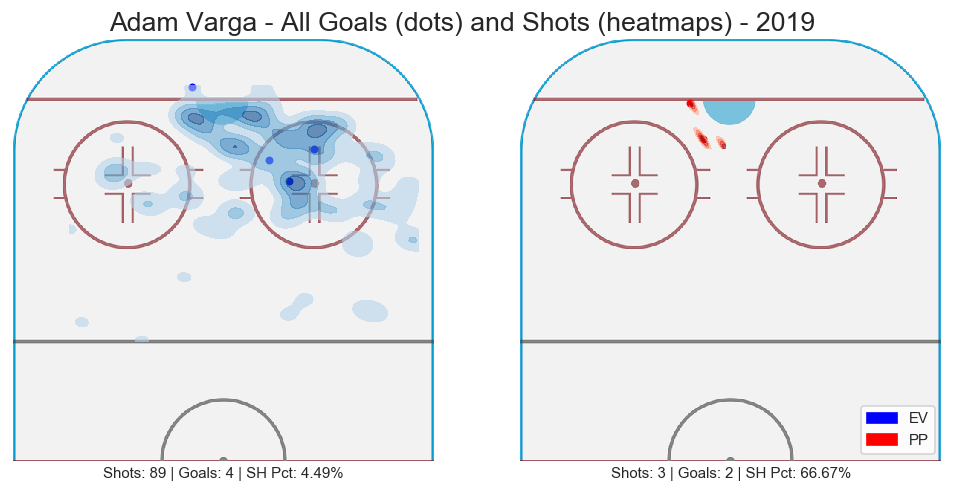 Adam Varga - All Goals (dots) and Shots (heatmaps) - 2019
EV
PP
Shots: 89 | Goals: 4 | SH Pct: 4.49%
Shots: 3 | Goals: 2 | SH Pct: 66.67%